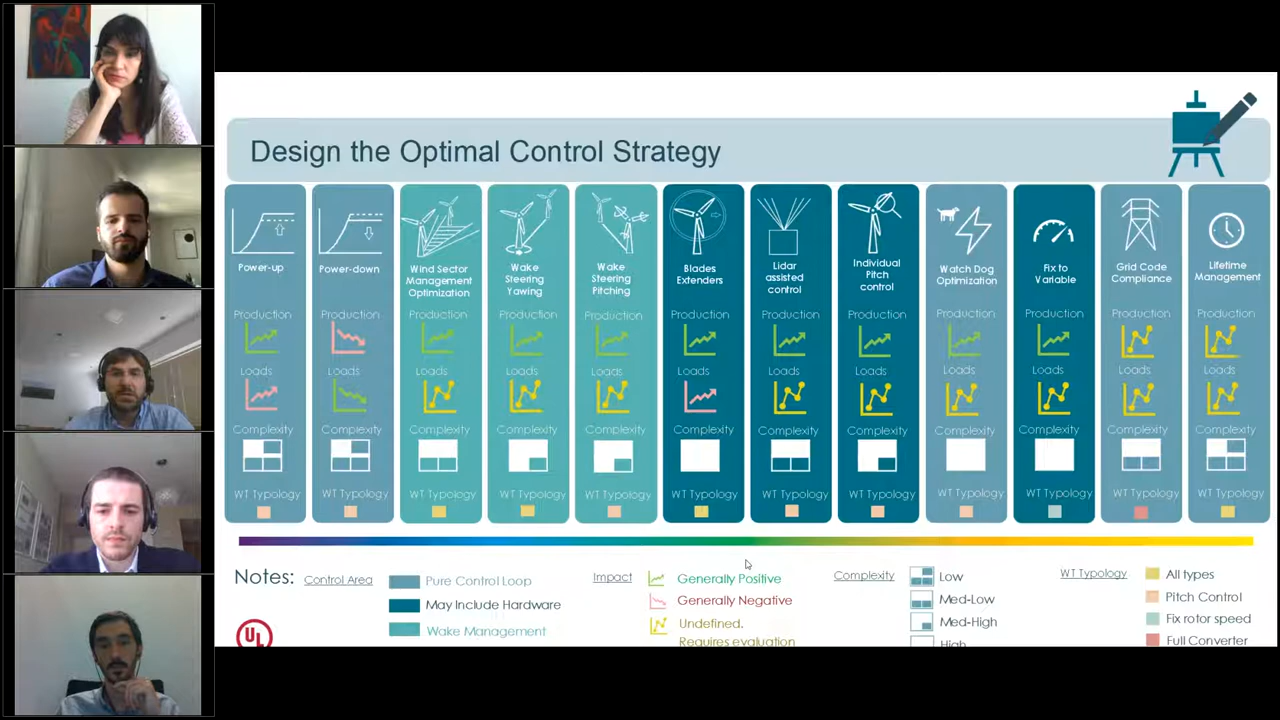 Design the Optimal Control Strategy
Power-up
Production
Loads
Complexity
WT Typology
Power-down
Production
Loads
Complexity
WT Typology
Wind Sector
Management
Optimization
Production
Loads
Complexity
WT Typology
Wake
Steering
Yawing
Production
Loads
Complexity
WT Typology
Wake
Steering
Pitching
Production
Loads
Complexity
WT Typology
Blades
Extenders
Production
Loads
Complexity
WT Typology
Lidar
assisted
control
Production
Loads
Complexity
WT Typology
Individual
Pitch
control
Production
Loads
Complexity
WT Typology
Watch Dog
Optimization
Production
Loads
Complexity
WT Typology
Fix to
Variable
Production
Loads
Complexity
WT Typology
Grid Code
Compliance
Production
Loads
Complexity
WT Typology
Lifetime
Management
Production
Loads
Complexity
WT Typology
Notes:
Control Area
Pure Control Loop
May Include Hardware
Wake Management
Impact
Generally Positive
Generally Negative
Undefined.
Requires evaluation
Complexity
Low
Med-Low
Med-High
High
WT Typology
All types
Pitch Control
Fix rotor speed
Full Converter
UL